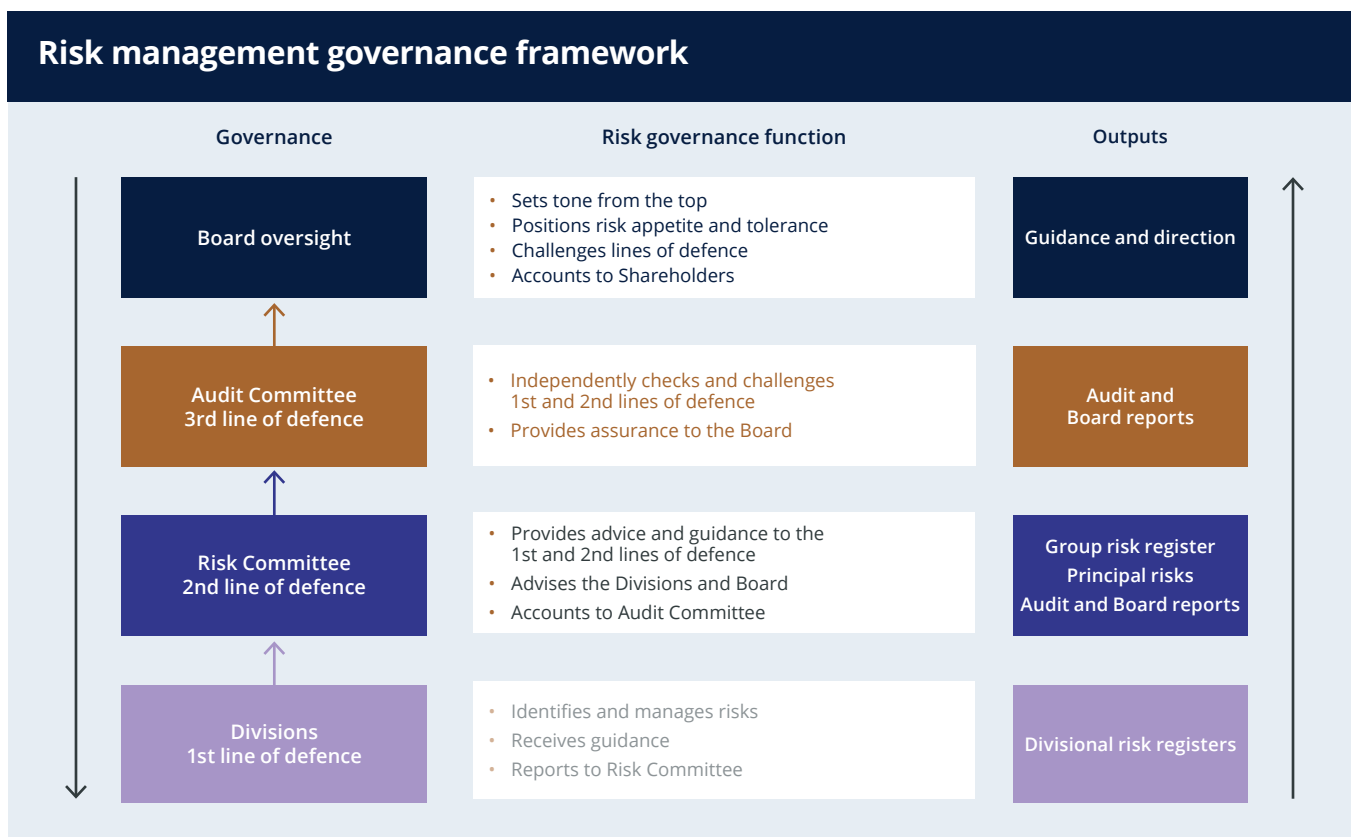 Risk management governance framework
Governance
Risk governance function
Outputs
Board oversight
• Sets tone from the top
• Positions risk appetite and tolerance
• Challenges lines of defence
• Accounts to Shareholders
Guidance and direction
Audit Committee
3rd line of defence
• Independently checks and challenges
1st and 2nd lines of defence
• Provides assurance to the Board
Audit and
Board reports
Risk Committee
2nd line of defence
• Provides advice and guidance to the
1st and 2nd lines of defence
• Advises the Divisions and Board
• Accounts to Audit Committee
Group risk register
Principal risks
Audit and Board reports
Divisions
1st line of defence
• Identifies and manages risks
• Receives guidance
• Reports to Risk Committee
Divisional risk registers